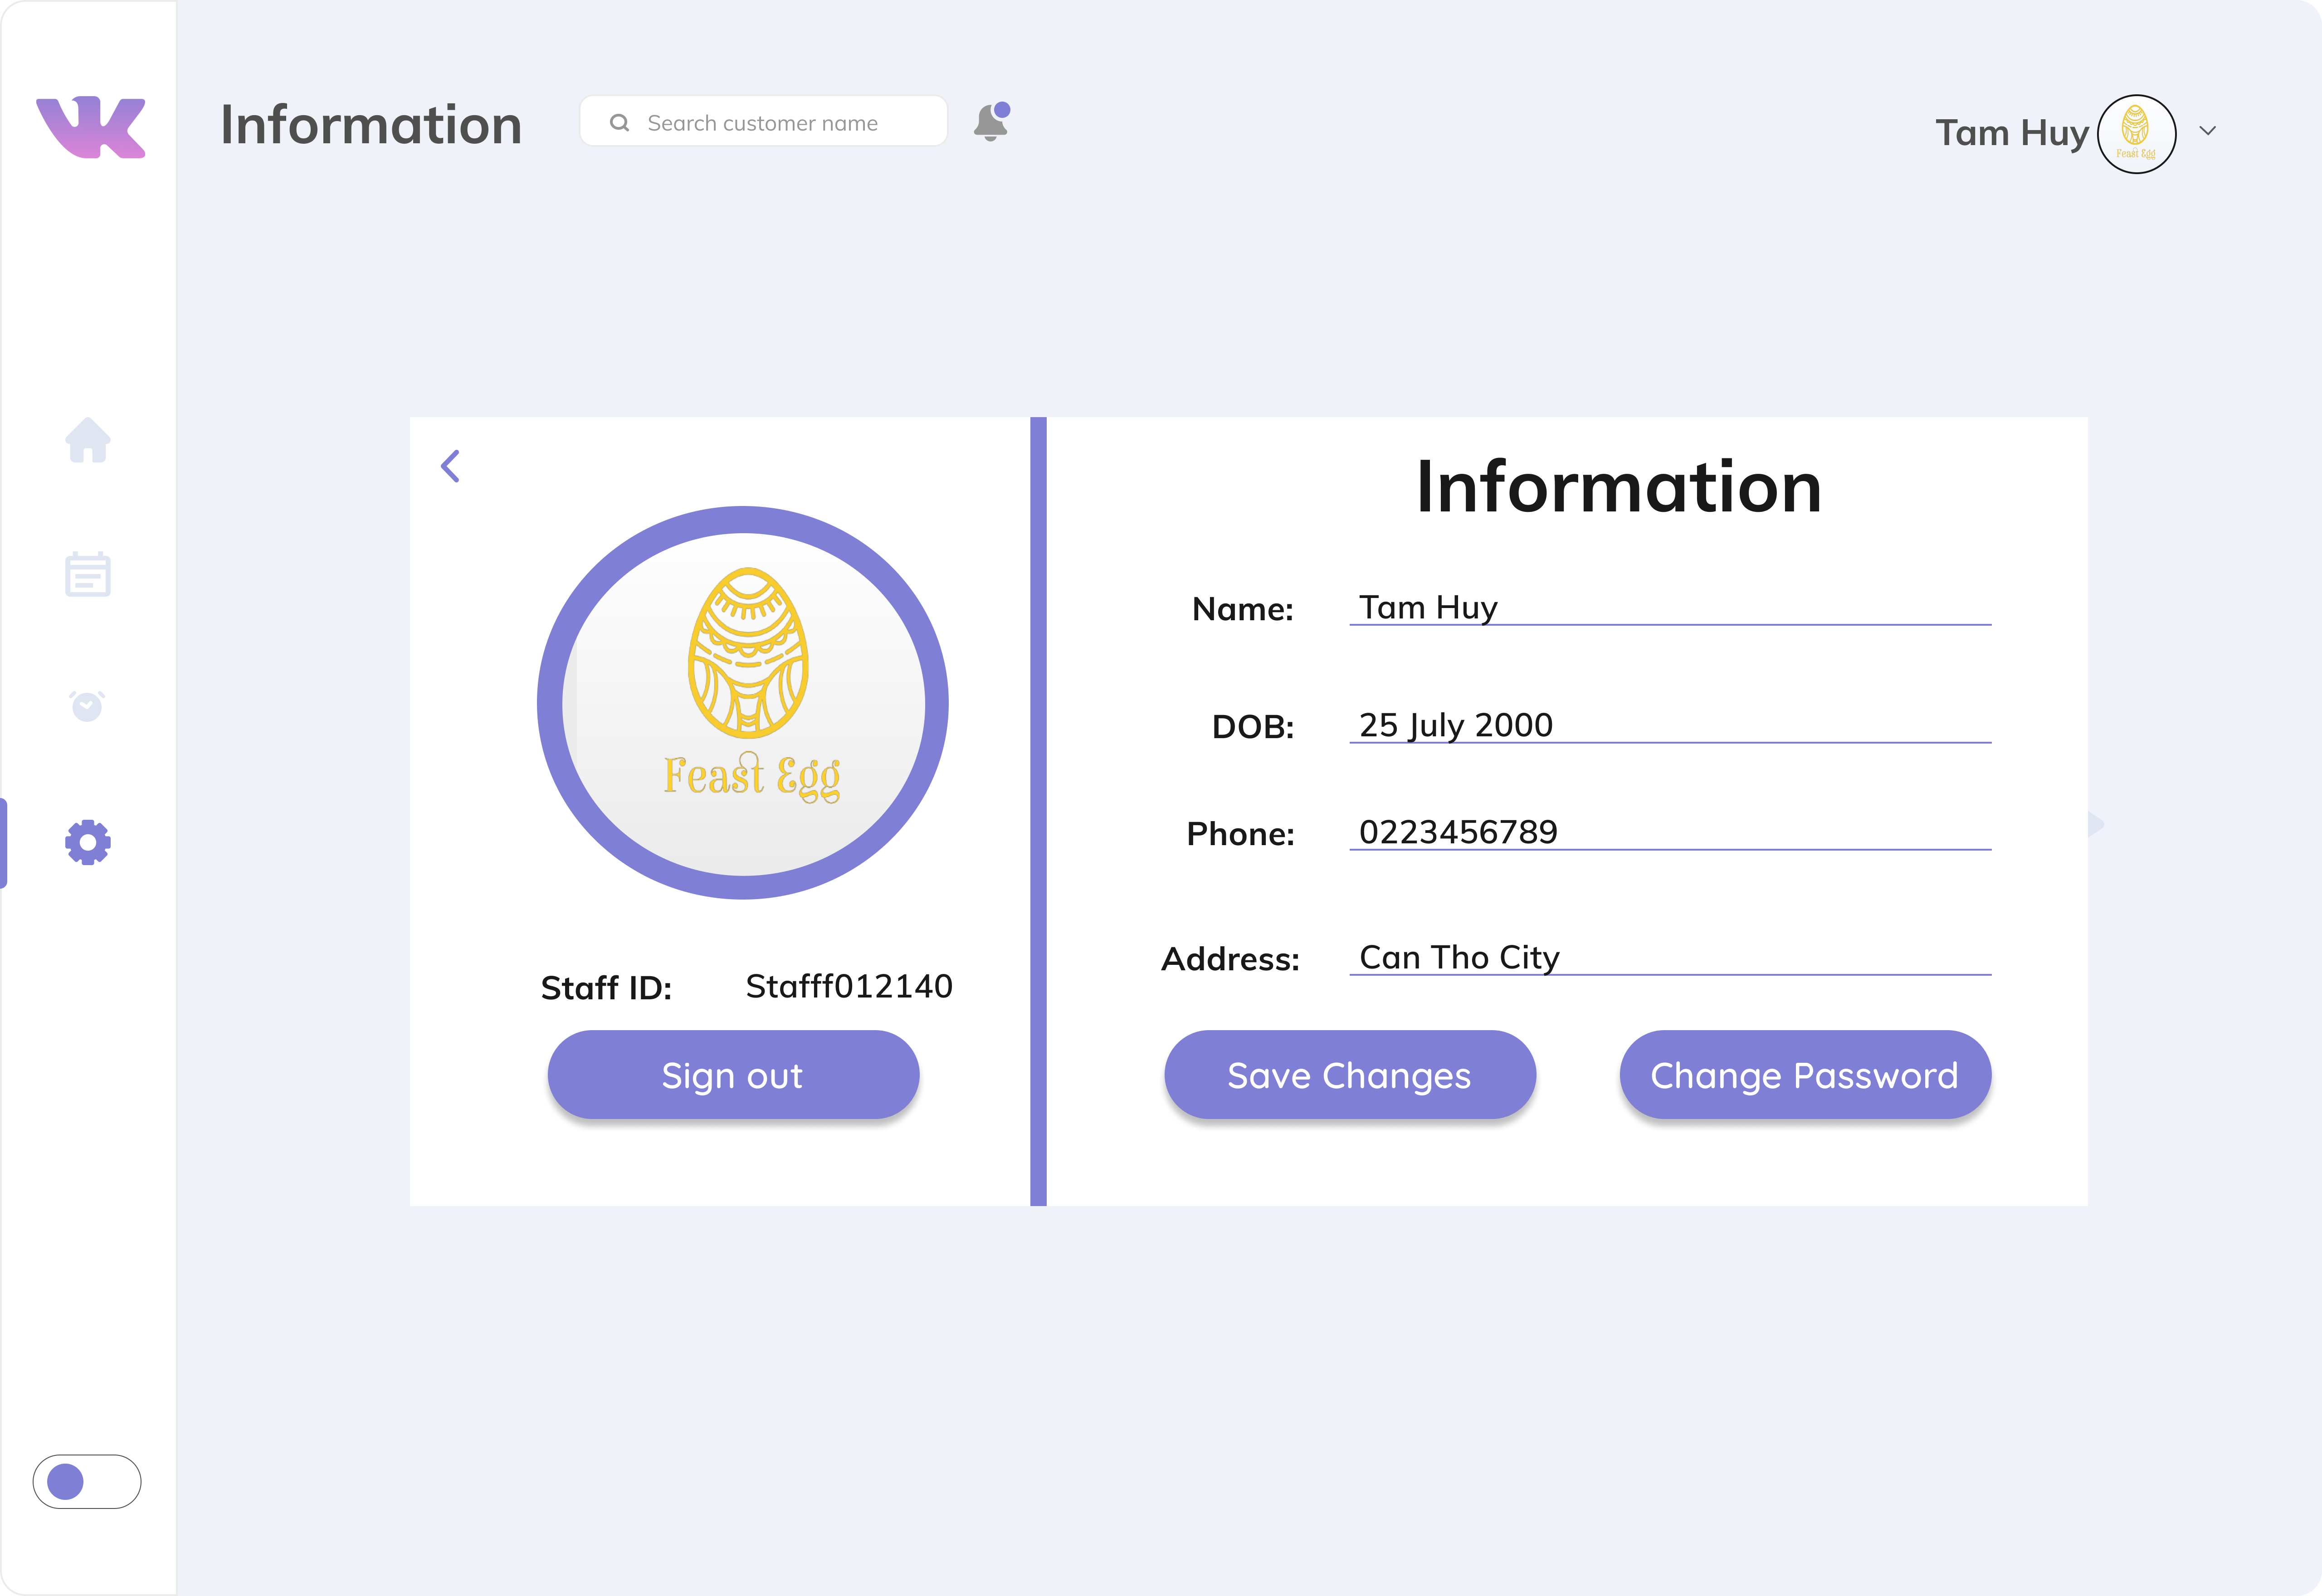 Information
Search customer name
Tam Huy
Feast Egg
Feast Egg
Staff ID: Stafff012140
Sign out
Information
Name: Tam Huy
DOB: 25 July 2000
Phone: 0223456789
Address: Can Tho City
Save Changes
Change Password